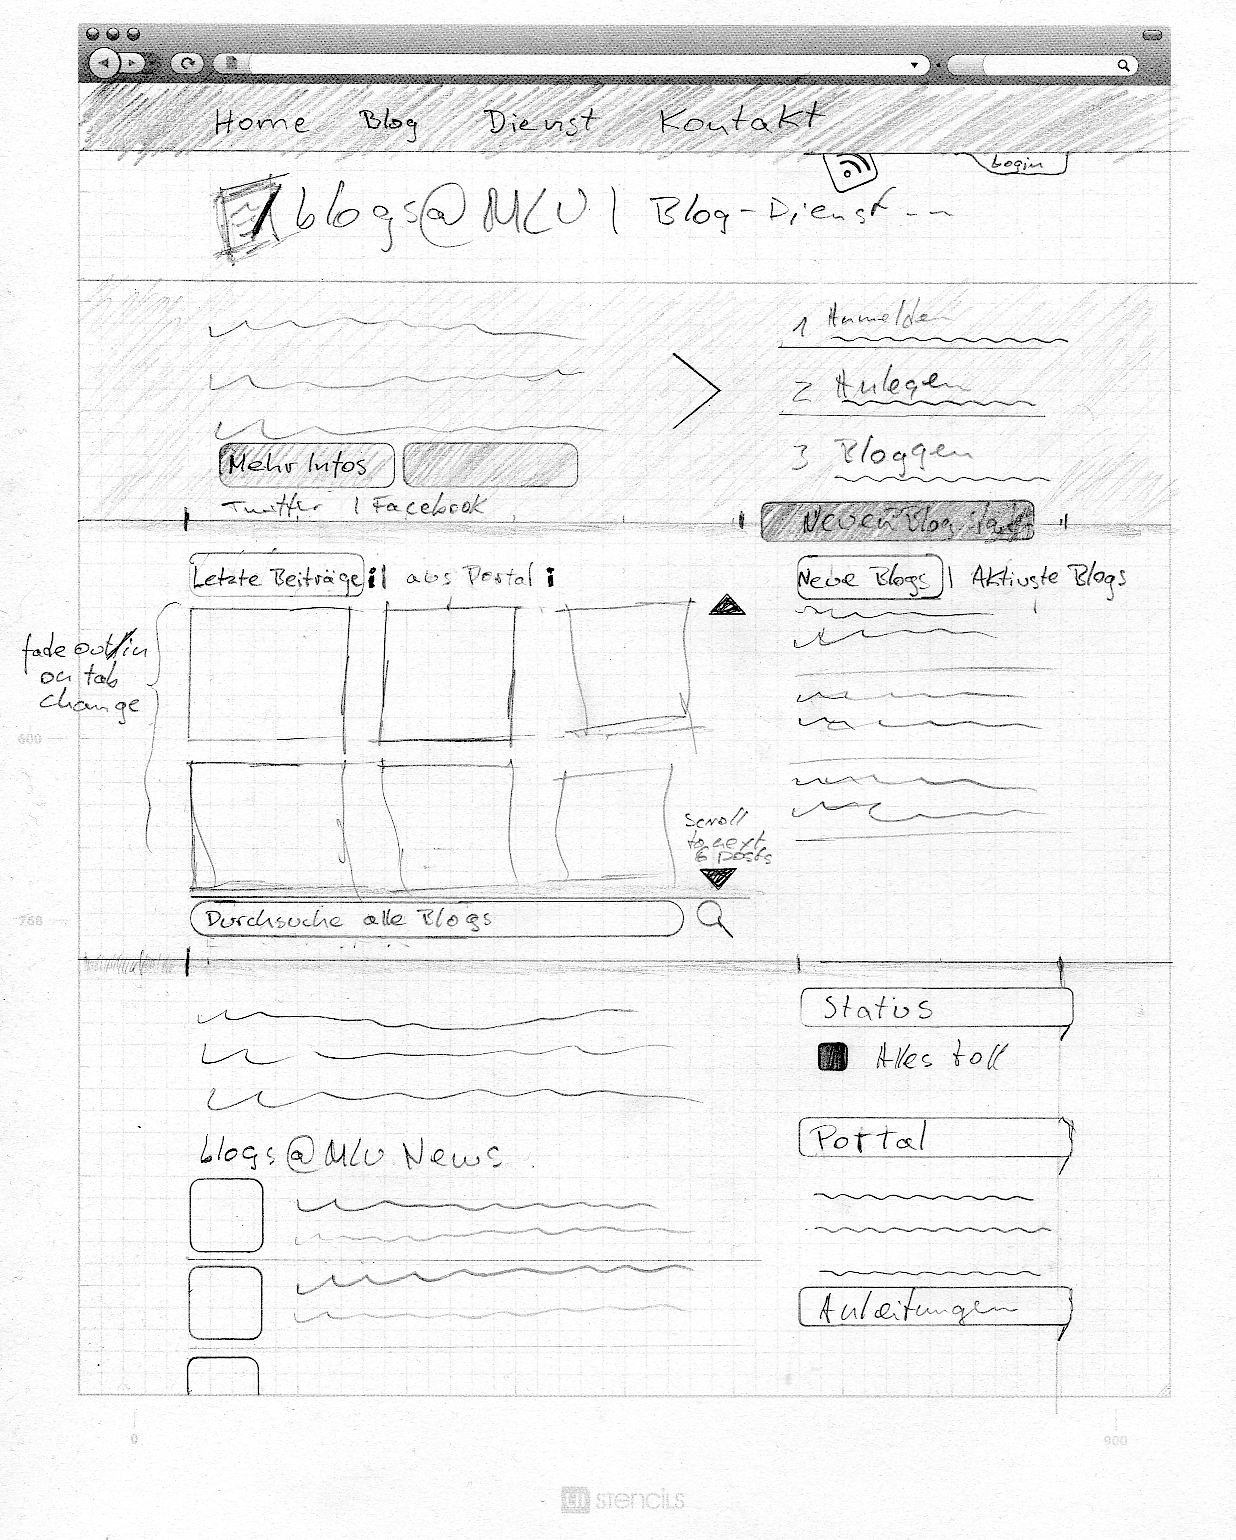 Home Blog Dienst Kontakt
Login
blogs@MLU | Blog-Dienst
1 Anmelden
2 Anlegen
3 Bloggen
Mehr Infos
Twitter | Facebook
Neuen Blog
Letzte Beiträge | aus Portal
Neue Blogs | Aktivste Blogs
fade out/in
on tab
change
600
scroll
to next
6 posts
768
Durchsuche alle Blogs
Status
Alles toll
Portal
blogs@MLU News
Anleitungen
0
900
stencils